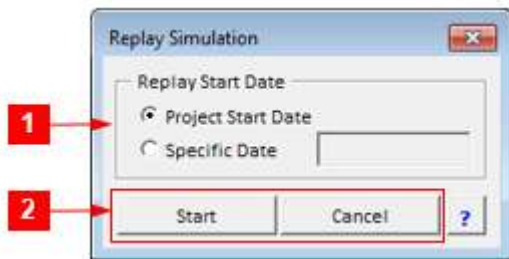 Replay Simulation
Replay Start Date
1
Project Start Date
Specific Date
2
Start
Cancel
?